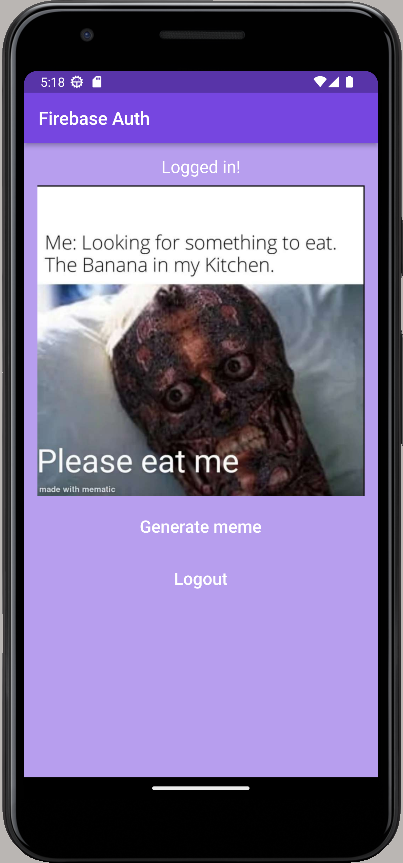 5:18
Firebase Auth
Logged in!
Me: Looking for something to eat.
The Banana in my Kitchen.
Please eat me
made with mematic
Generate meme
Logout